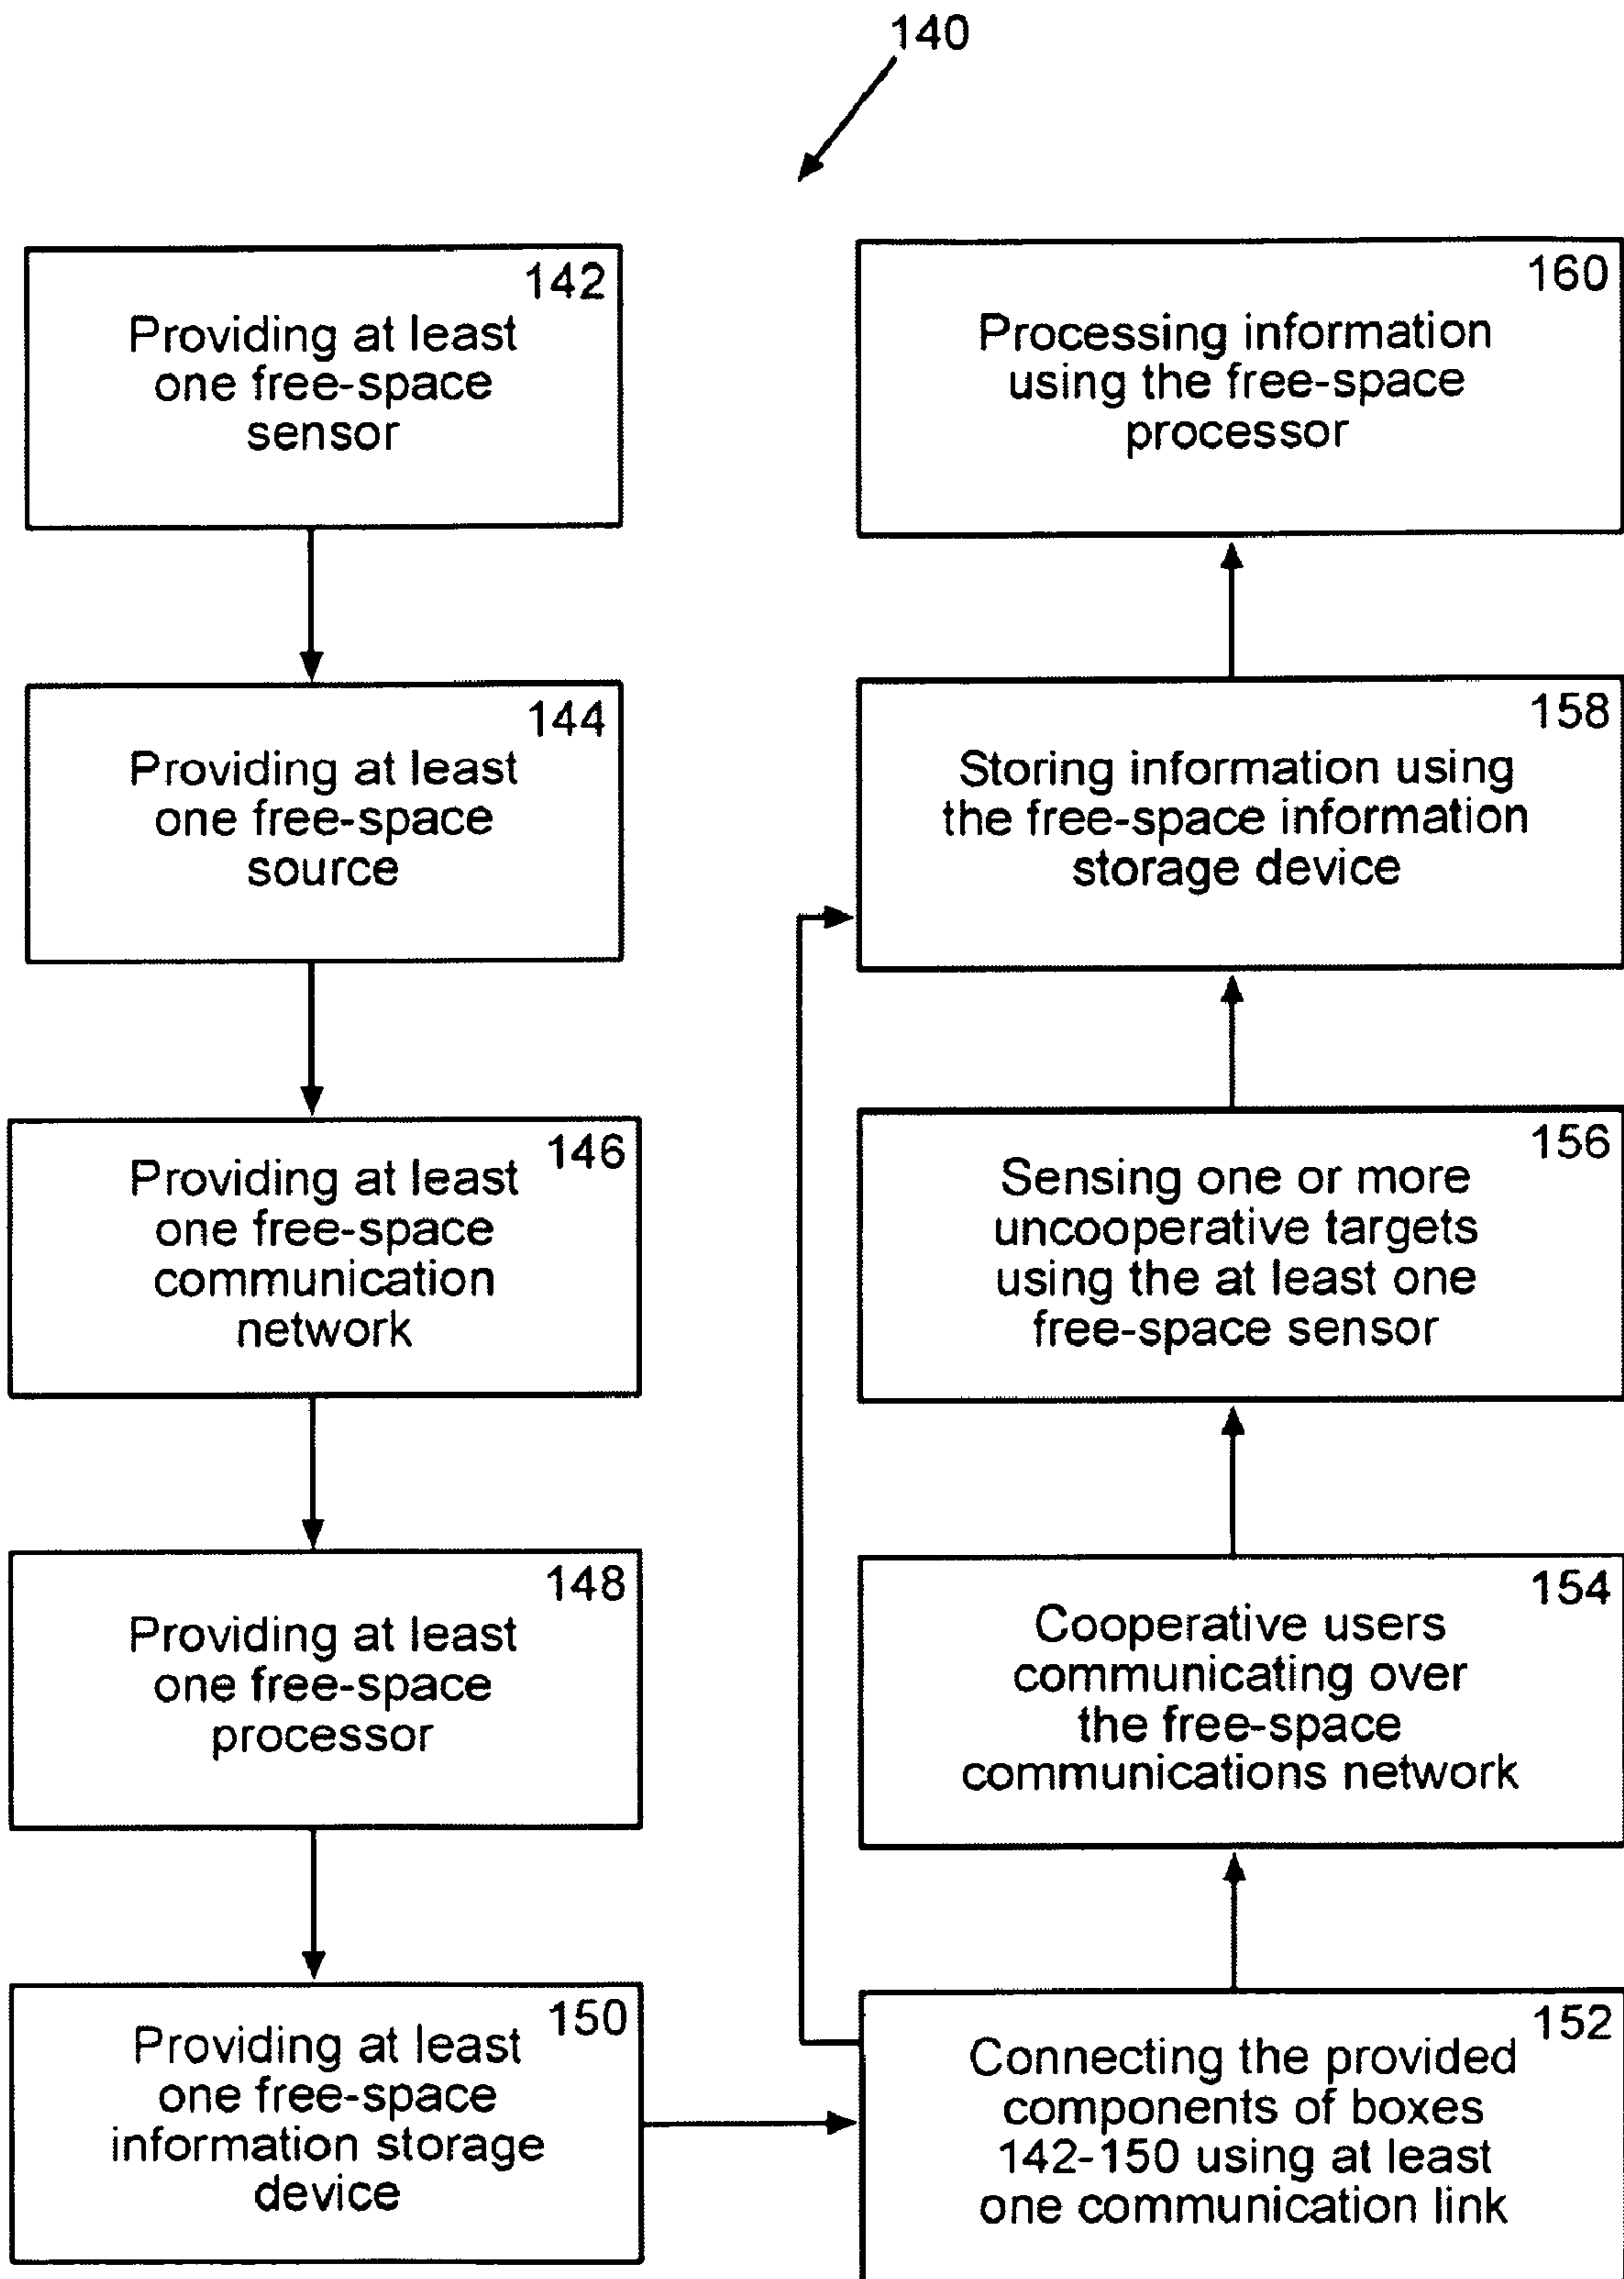 140
142
Providing at least
one free-space
sensor
144
Providing at least
one free-space
source
146
Providing at least
one free-space
communication
network
148
Providing at least
one free-space
processor
150
Providing at least
one free-space
information storage
device
152
Connecting the provided
components of boxes
142-150 using at least
one communication link
154
Cooperative users
communicating over
the free-space
communications network
156
Sensing one or more
uncooperative targets
using the at least one
free-space sensor
158
Storing information using
the free-space information
storage device
160
Processing information
using the free-space
processor